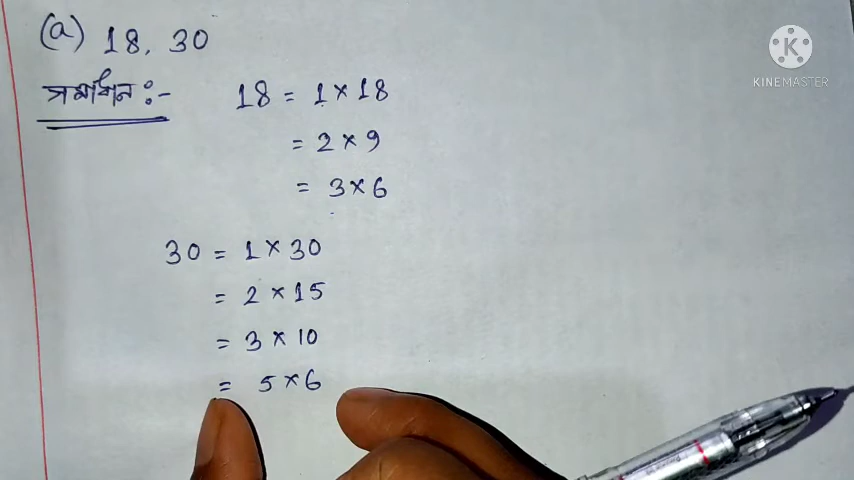 (a) 18, 30
K
KINEMASTER
সমাধান :-
18 = 1 × 18
= 2 × 9
= 3 × 6
30 = 1 × 30
= 2 × 15
= 3 × 10
= 5 × 6